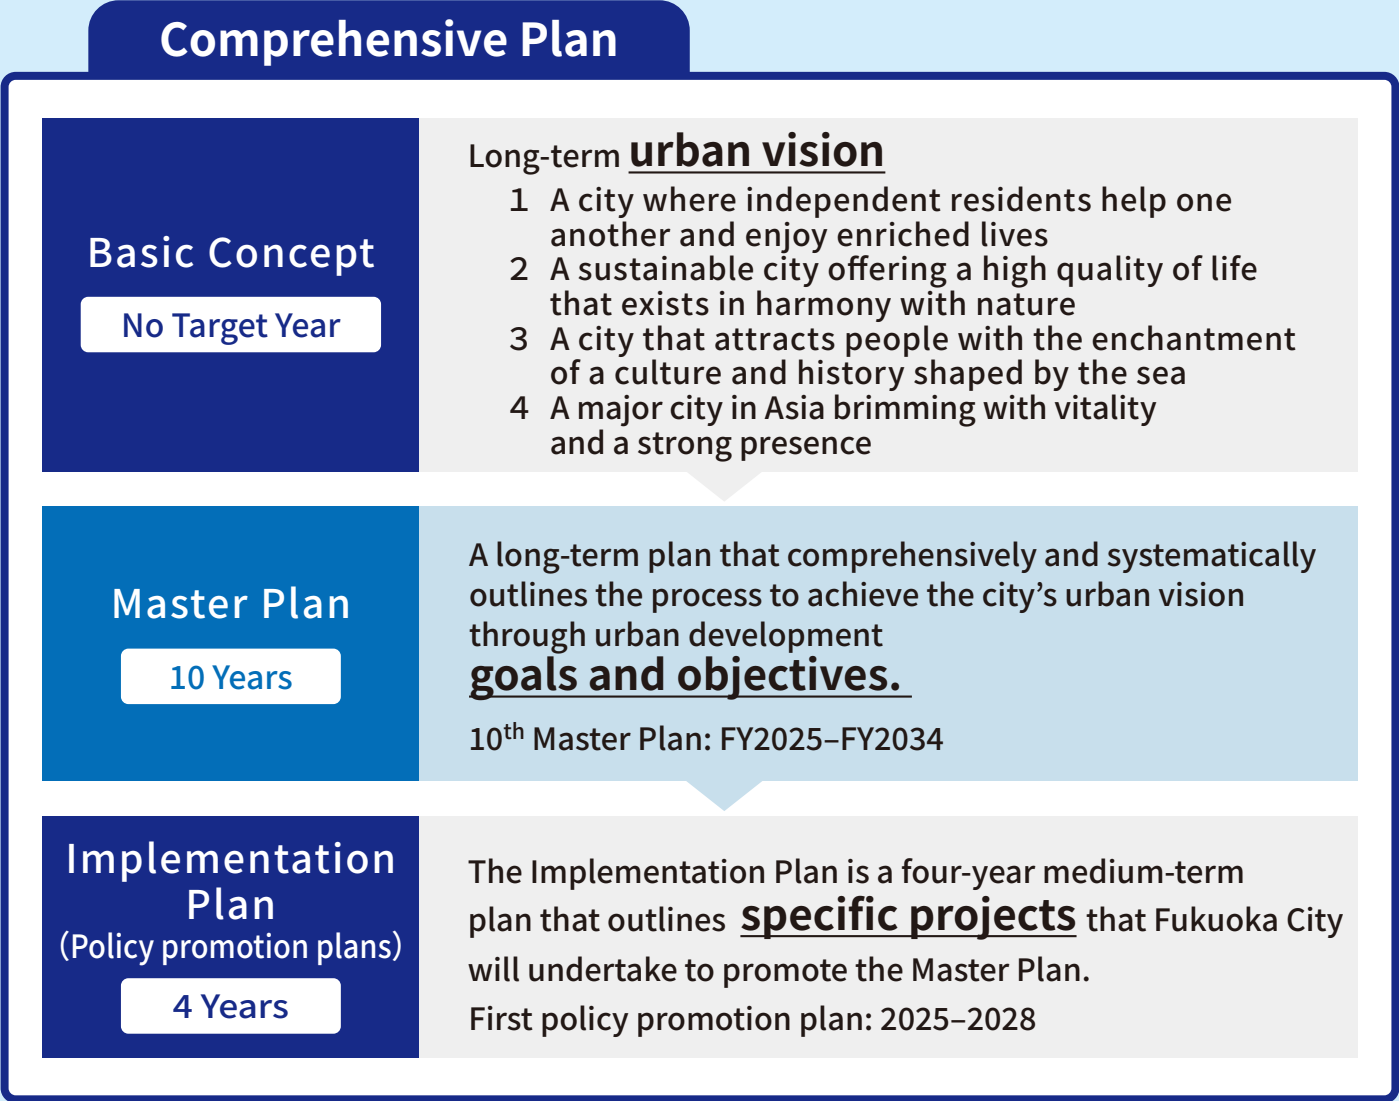 Comprehensive Plan
Basic Concept
No Target Year
Long-term urban vision
1 A city where independent residents help one
another and enjoy enriched lives
2 A sustainable city offering a high quality of life
that exists in harmony with nature
3 A city that attracts people with the enchantment
of a culture and history shaped by the sea
4 A major city in Asia brimming with vitality
and a strong presence
Master Plan
10 Years
A long-term plan that comprehensively and systematically
outlines the process to achieve the city’s urban vision
through urban development
goals and objectives.
10th Master Plan: FY2025–FY2034
Implementation
Plan
(Policy promotion plans)
4 Years
The Implementation Plan is a four-year medium-term
plan that outlines specific projects that Fukuoka City
will undertake to promote the Master Plan.
First policy promotion plan: 2025–2028